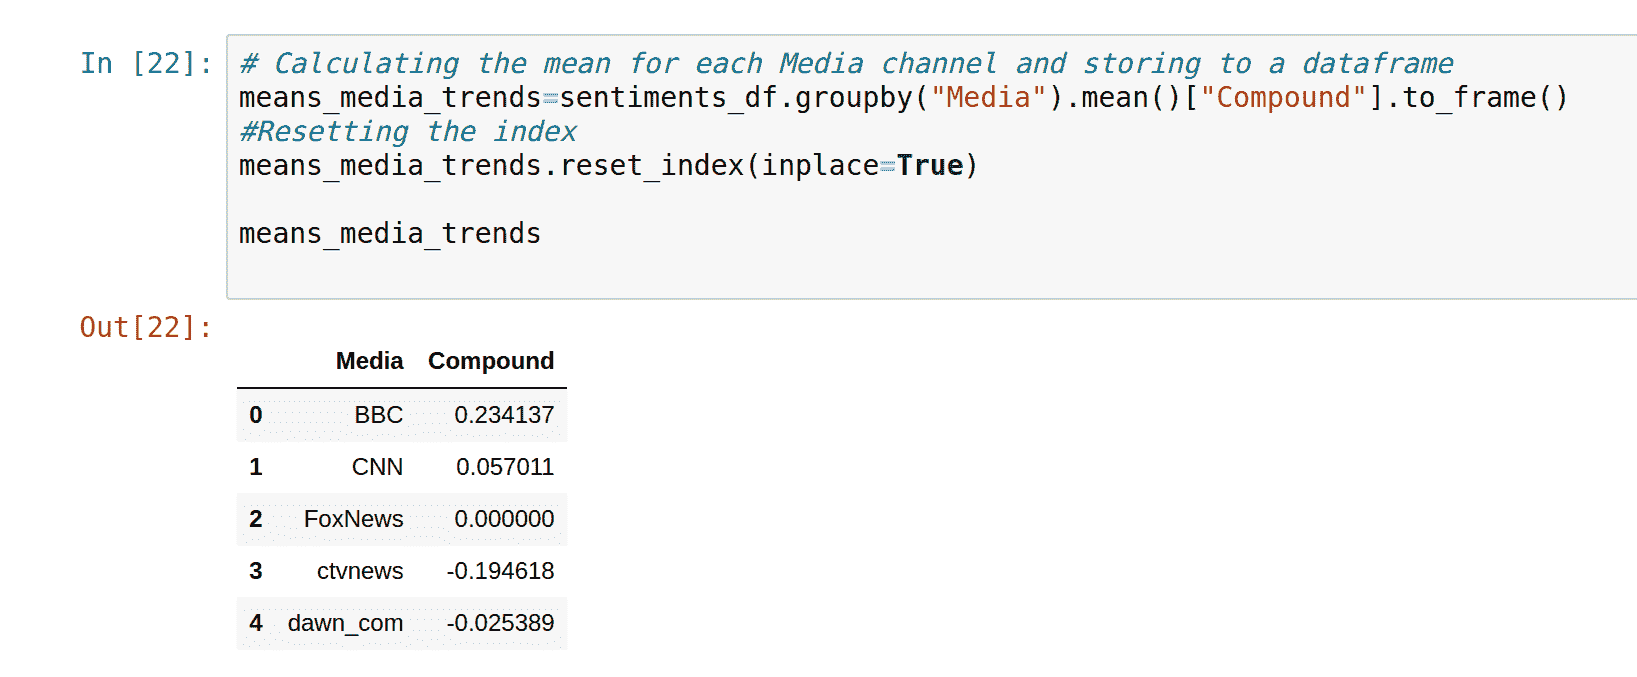 In [22]: # Calculating the mean for each Media channel and storing to a dataframe
means_media_trends=sentiments_df.groupby("Media").mean()["Compound"].to_frame()
#Resetting the index
means_media_trends.reset_index(inplace=True)
means_media_trends
Out[22]:
Media Compound
0 BBC 0.234137
1 CNN 0.057011
2 FoxNews 0.000000
3 ctvnews -0.194618
4 dawn_com -0.025389